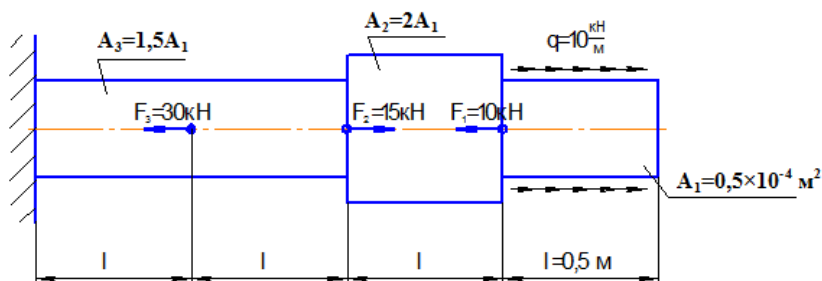 A₃=1,5A₁
A₂=2A₁
q=10 кН/м
F₃=30кН
F₂=15кН
F₁=10кН
A₁=0,5×10⁻⁴ м²
l
l
l
l=0,5 м